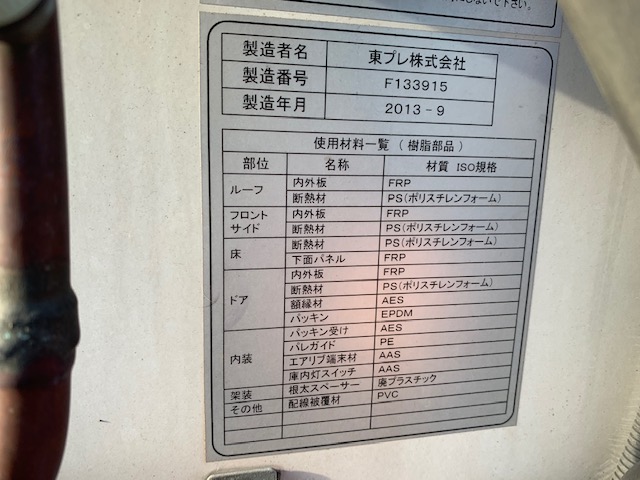 しないで下さい。
製造者名 東プレ株式会社
製造番号 F133915
製造年月 2013-9
使用材料一覧(樹脂部品)
部位 名称 材質 ISO規格
ルーフ 内外板 FRP
断熱材 PS(ポリスチレンフォーム)
フロントサイド 内外板 FRP
断熱材 PS(ポリスチレンフォーム)
床 断熱材 PS(ポリスチレンフォーム)
下面パネル FRP
ドア 内外板 FRP
断熱材 PS(ポリスチレンフォーム)
額縁材 AES
パッキン EPDM
内装 パッキン受け AES
パレガイド PE
エアリブ端末材 AAS
庫内灯スイッチ AAS
架装 根太スペーサー 廃プラスチック
その他 配線被覆材 PVC